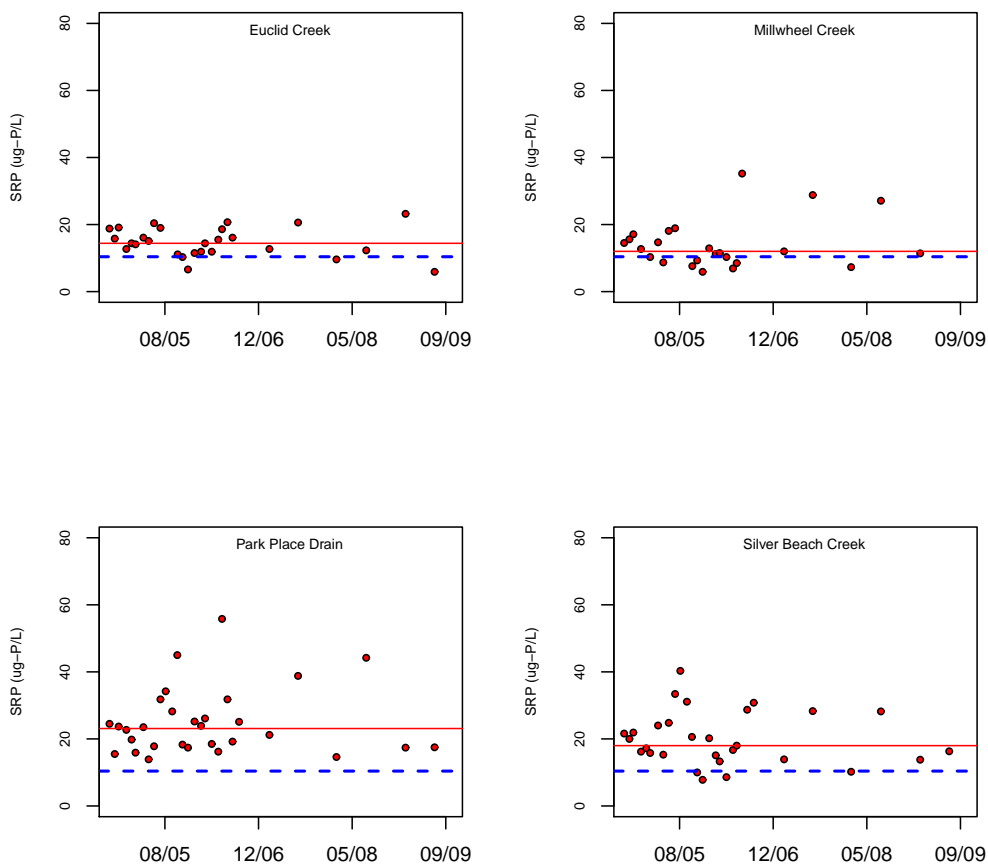 Euclid Creek
SRP (ug−P/L)
80
60
40
20
0
08/05 12/06 05/08 09/09
Millwheel Creek
SRP (ug−P/L)
80
60
40
20
0
08/05 12/06 05/08 09/09
Park Place Drain
SRP (ug−P/L)
80
60
40
20
0
08/05 12/06 05/08 09/09
Silver Beach Creek
SRP (ug−P/L)
80
60
40
20
0
08/05 12/06 05/08 09/09